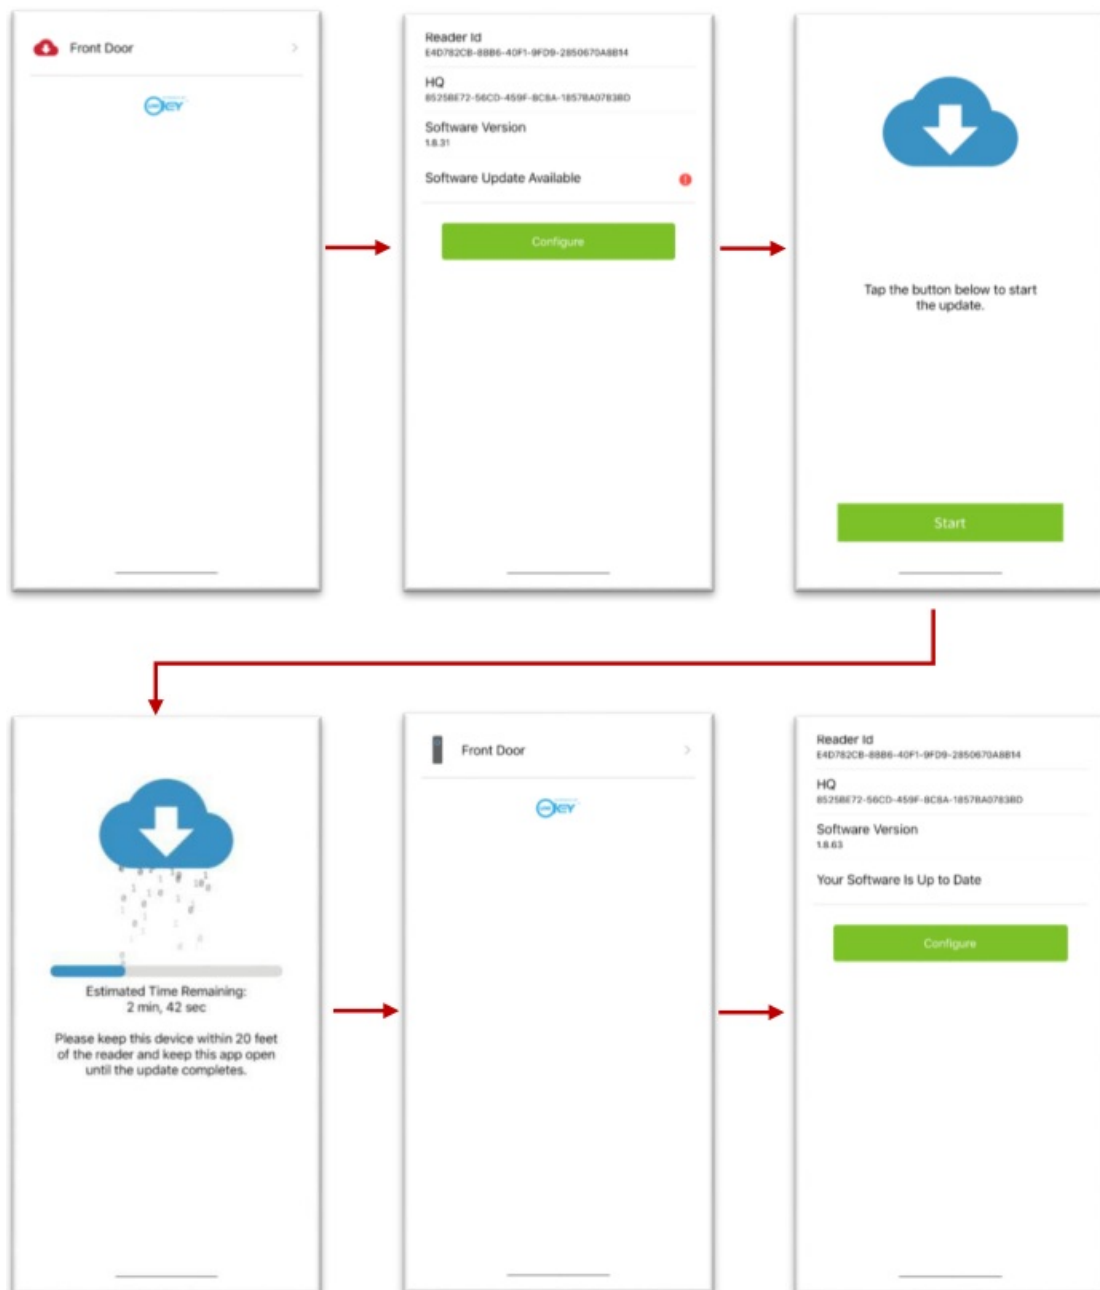 Front Door
Reader Id
E4D782CB-8BB6-40F1-9FD9-2850670A8B14
HQ
8525BE72-56CD-459F-8C8A-1857BA0783BD
Software Version
1.8.31
Software Update Available
Configure
Tap the button below to start
the update.
Start
Estimated Time Remaining:
2 min, 42 sec
Please keep this device within 20 feet
of the reader and keep this app open
until the update completes.
Front Door
Reader Id
E4D782CB-8BB6-40F1-9FD9-2850670A8B14
HQ
8525BE72-56CD-459F-8C8A-1857BA0783BD
Software Version
1.8.63
Your Software Is Up to Date
Configure